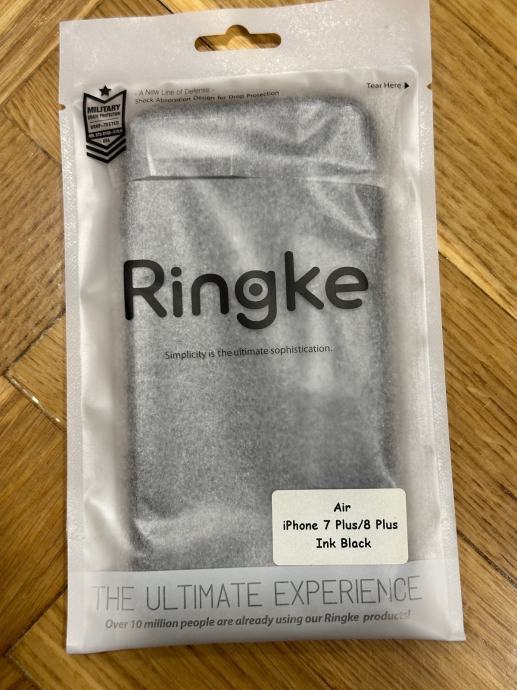 - A New Line of Defense -
Shock Absorption Design for Drop Protection
Tear Here
MILITARY
Ringke
Simplicity is the ultimate sophistication.
Air
iPhone 7 Plus/8 Plus
Ink Black
THE ULTIMATE EXPERIENCE
Over 10 million people are already using our Ringke products!